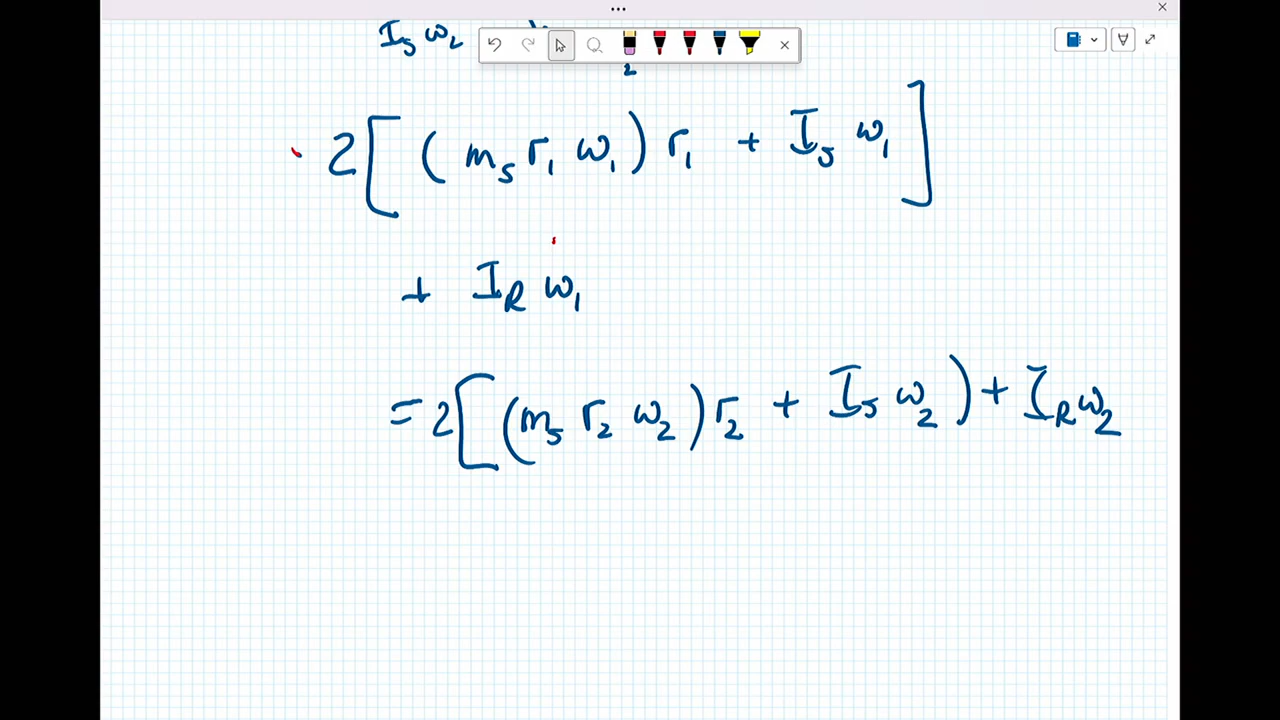 I_S ω_2
2
2[(m_S r_1 ω_1) r_1 + I_S ω_1]
+ I_R ω_1
= 2[(m_S r_2 ω_2) r_2 + I_S ω_2) + I_R ω_2